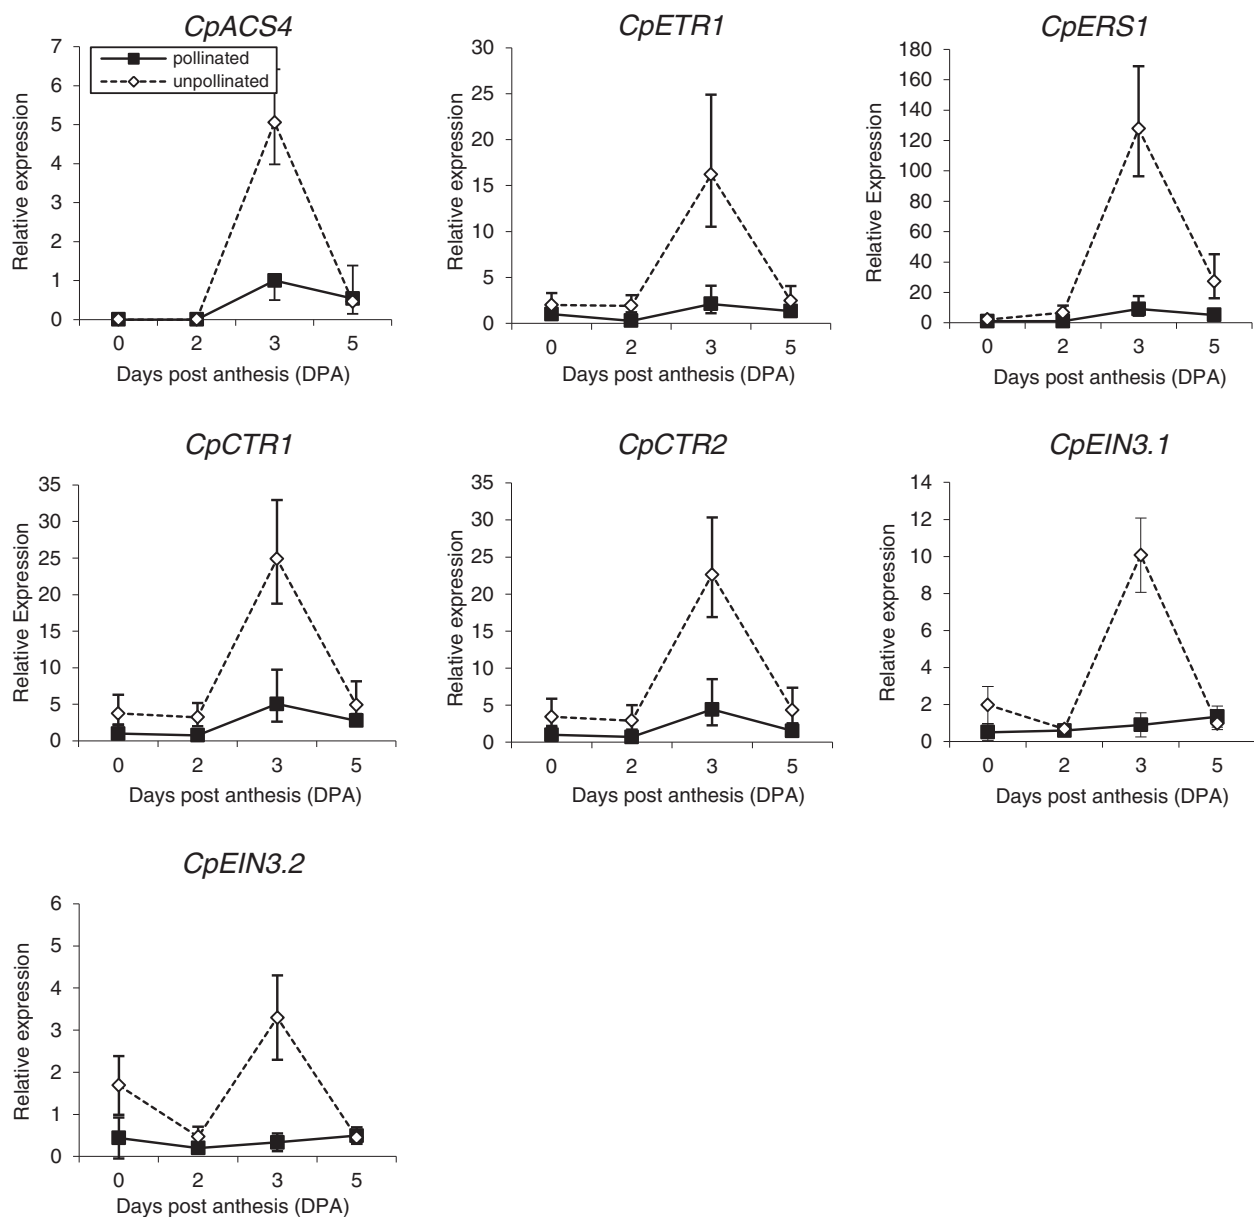 CpACS4
7
6
5
4
3
2
1
0
Relative expression
pollinated
unpollinated
0 2 3 5
Days post anthesis (DPA)
CpETR1
30
25
20
15
10
5
0
Relative expression
0 2 3 5
Days post anthesis (DPA)
CpERS1
180
160
140
120
100
80
60
40
20
0
Relative Expression
0 2 3 5
Days post anthesis (DPA)
CpCTR1
35
30
25
20
15
10
5
0
Relative Expression
0 2 3 5
Days post anthesis (DPA)
CpCTR2
35
30
25
20
15
10
5
0
Relative expression
0 2 3 5
Days post anthesis (DPA)
CpEIN3.1
14
12
10
8
6
4
2
0
Relative expression
0 2 3 5
Days post anthesis (DPA)
CpEIN3.2
6
5
4
3
2
1
0
Relative expression
0 2 3 5
Days post anthesis (DPA)